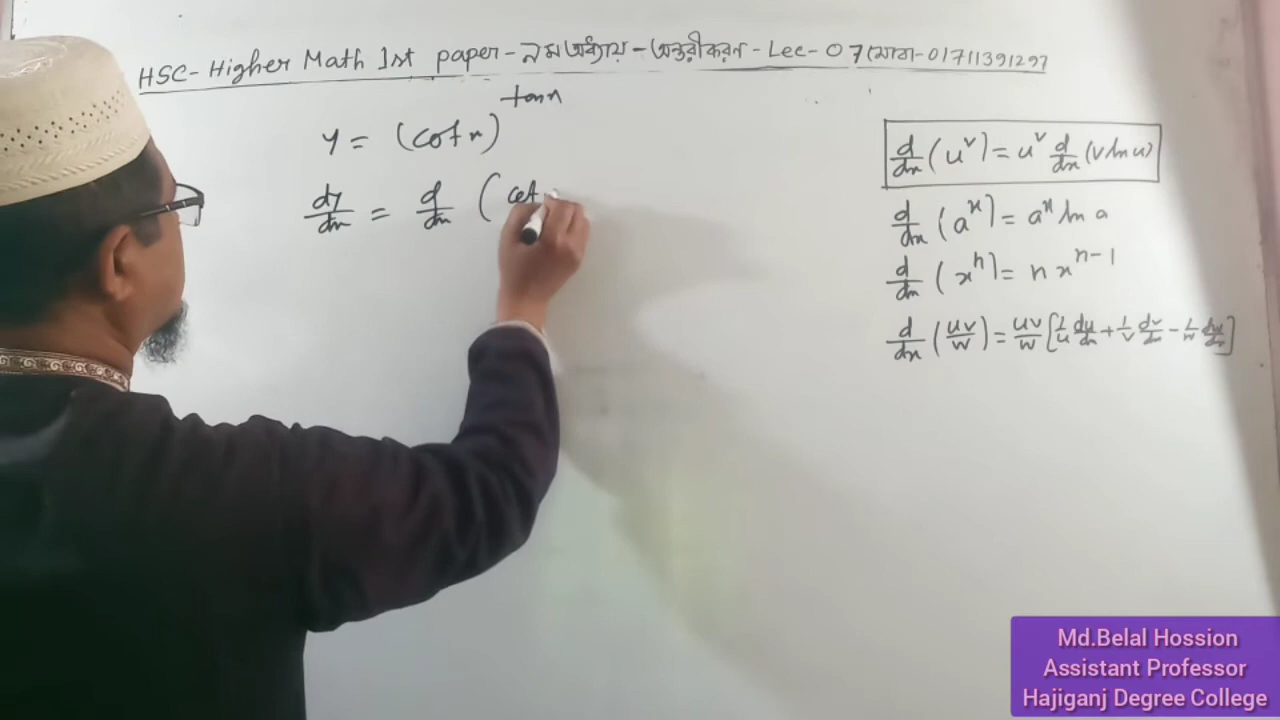 HSC- Higher Math 1st paper - নবম অধ্যায় - অন্তরীকরণ - Lec- 07 মোবা-01711391297
y = (cot x)^{tan x}
dy/dx = d/dx (cot
d/dx (u^v) = u^v d/dx (v ln u)
d/dx (a^x) = a^x ln a
d/dx (x^n) = n x^{n-1}
d/dx (uv/w) = uv/w [1/u du/dx + 1/v dv/dx - 1/w dw/dx]
Md.Belal Hossion
Assistant Professor
Hajiganj Degree College